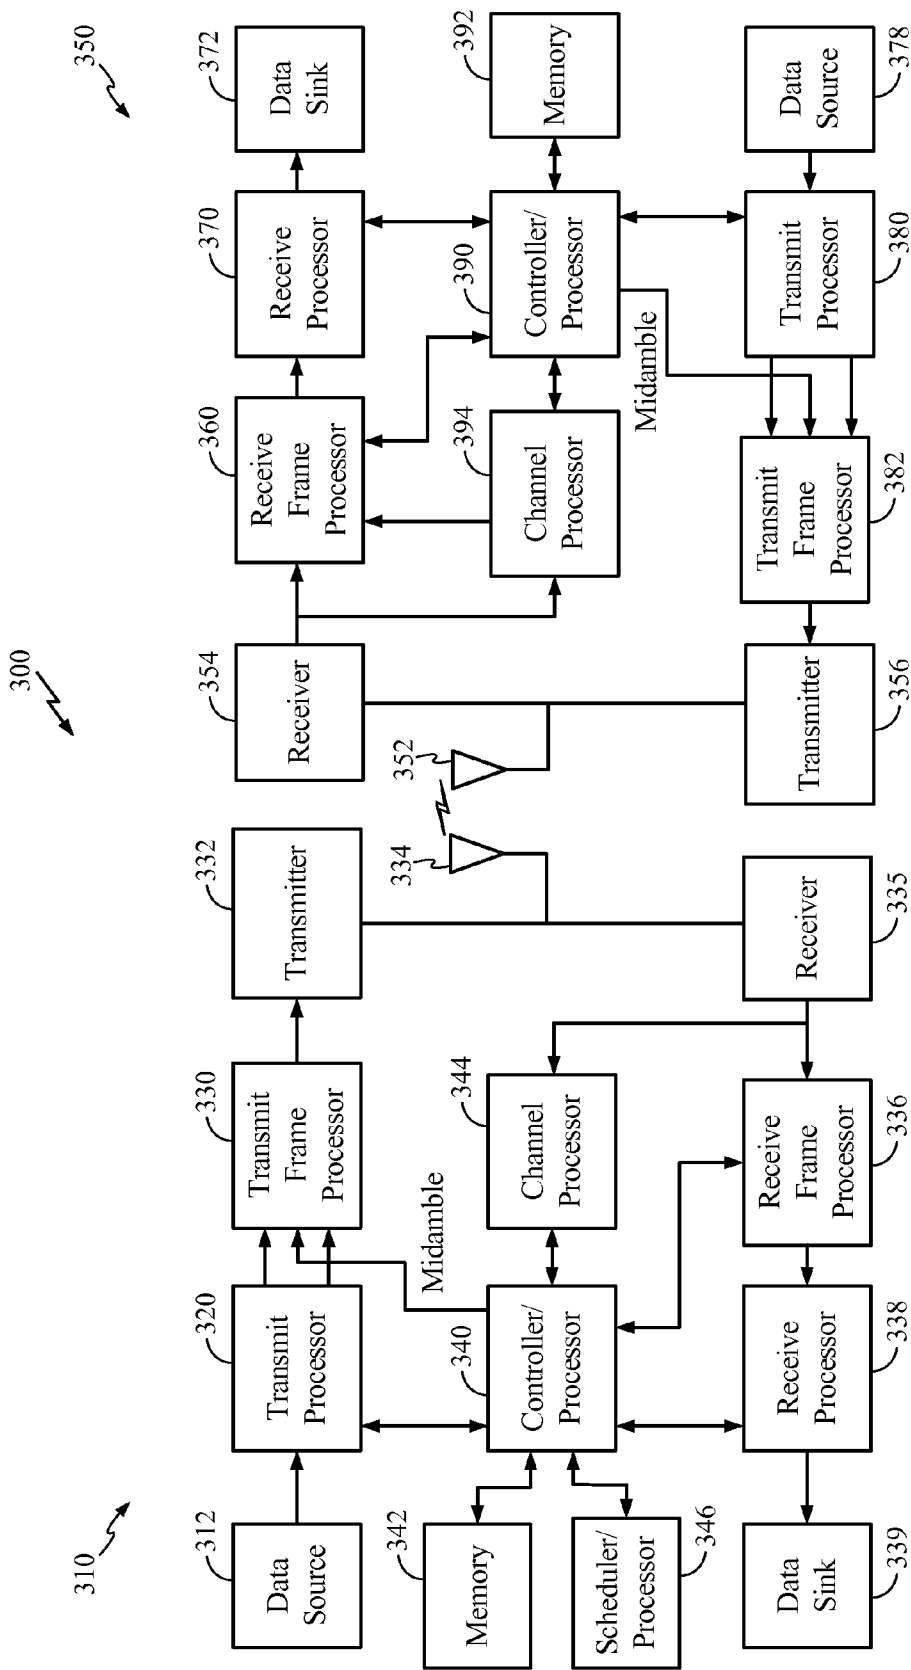 300
310
350
312
Data
Source
320
Transmit
Processor
330
Transmit
Frame
Processor
332
Transmitter
354
Receiver
360
Receive
Frame
Processor
370
Receive
Processor
372
Data
Sink
Midamble
334
352
342
Memory
340
Controller/
Processor
344
Channel
Processor
394
Channel
Processor
390
Controller/
Processor
392
Memory
Scheduler/
Processor
346
Midamble
Data
Sink
339
Receive
Processor
338
Receive
Frame
Processor
336
Receiver
335
Transmitter
356
Transmit
Frame
Processor
382
Transmit
Processor
380
Data
Source
378